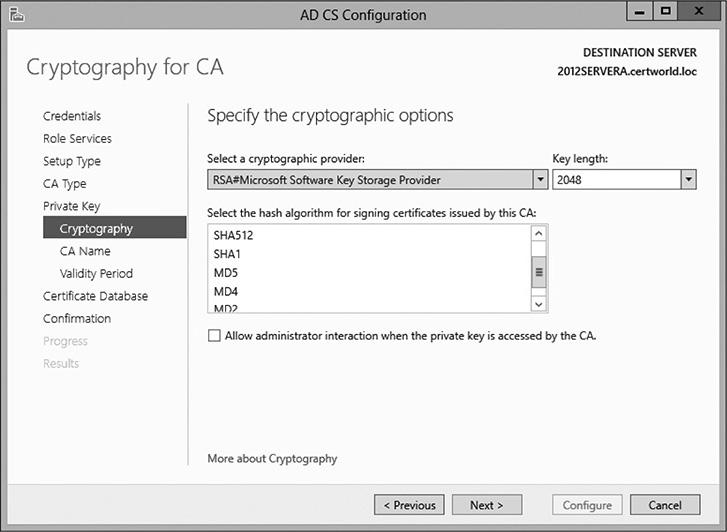 AD CS Configuration
DESTINATION SERVER
2012SERVERA.certworld.loc
Cryptography for CA
Credentials
Role Services
Setup Type
CA Type
Private Key
Cryptography
CA Name
Validity Period
Certificate Database
Confirmation
Progress
Results
Specify the cryptographic options
Select a cryptographic provider:
Key length:
RSA#Microsoft Software Key Storage Provider
2048
Select the hash algorithm for signing certificates issued by this CA:
SHA512
SHA1
MD5
MD4
MD2
Allow administrator interaction when the private key is accessed by the CA.
More about Cryptography
< Previous
Next >
Configure
Cancel